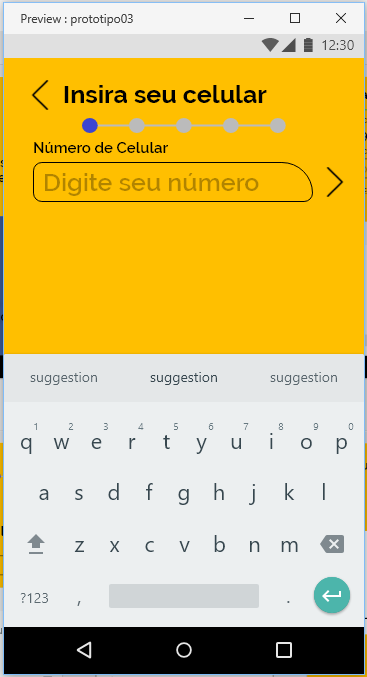 Preview : prototipo03
12:30
Insira seu celular
Número de Celular
Digite seu número
suggestion suggestion suggestion
1 2 3 4 5 6 7 8 9 0
q w e r t y u i o p
a s d f g h j k l
z x c v b n m
?123 , .